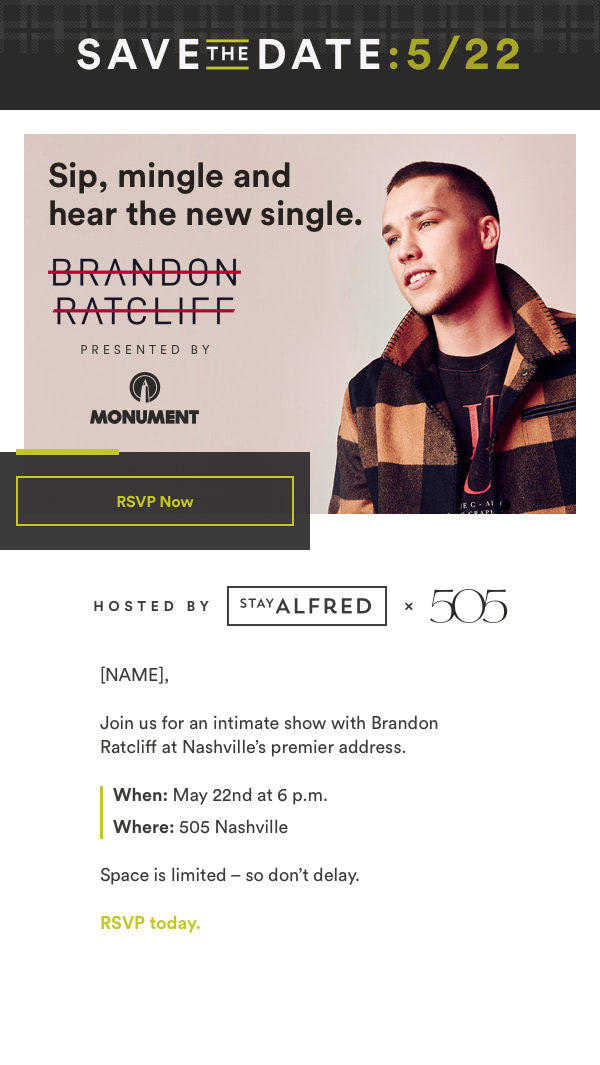 SAVE THE DATE:5/22
Sip, mingle and
hear the new single.
BRANDON
RATCLIFF
PRESENTED BY
MONUMENT
RSVP Now
HOSTED BY STAY ALFRED × 505
[NAME],
Join us for an intimate show with Brandon
Ratcliff at Nashville’s premier address.
When: May 22nd at 6 p.m.
Where: 505 Nashville
Space is limited – so don’t delay.
RSVP today.